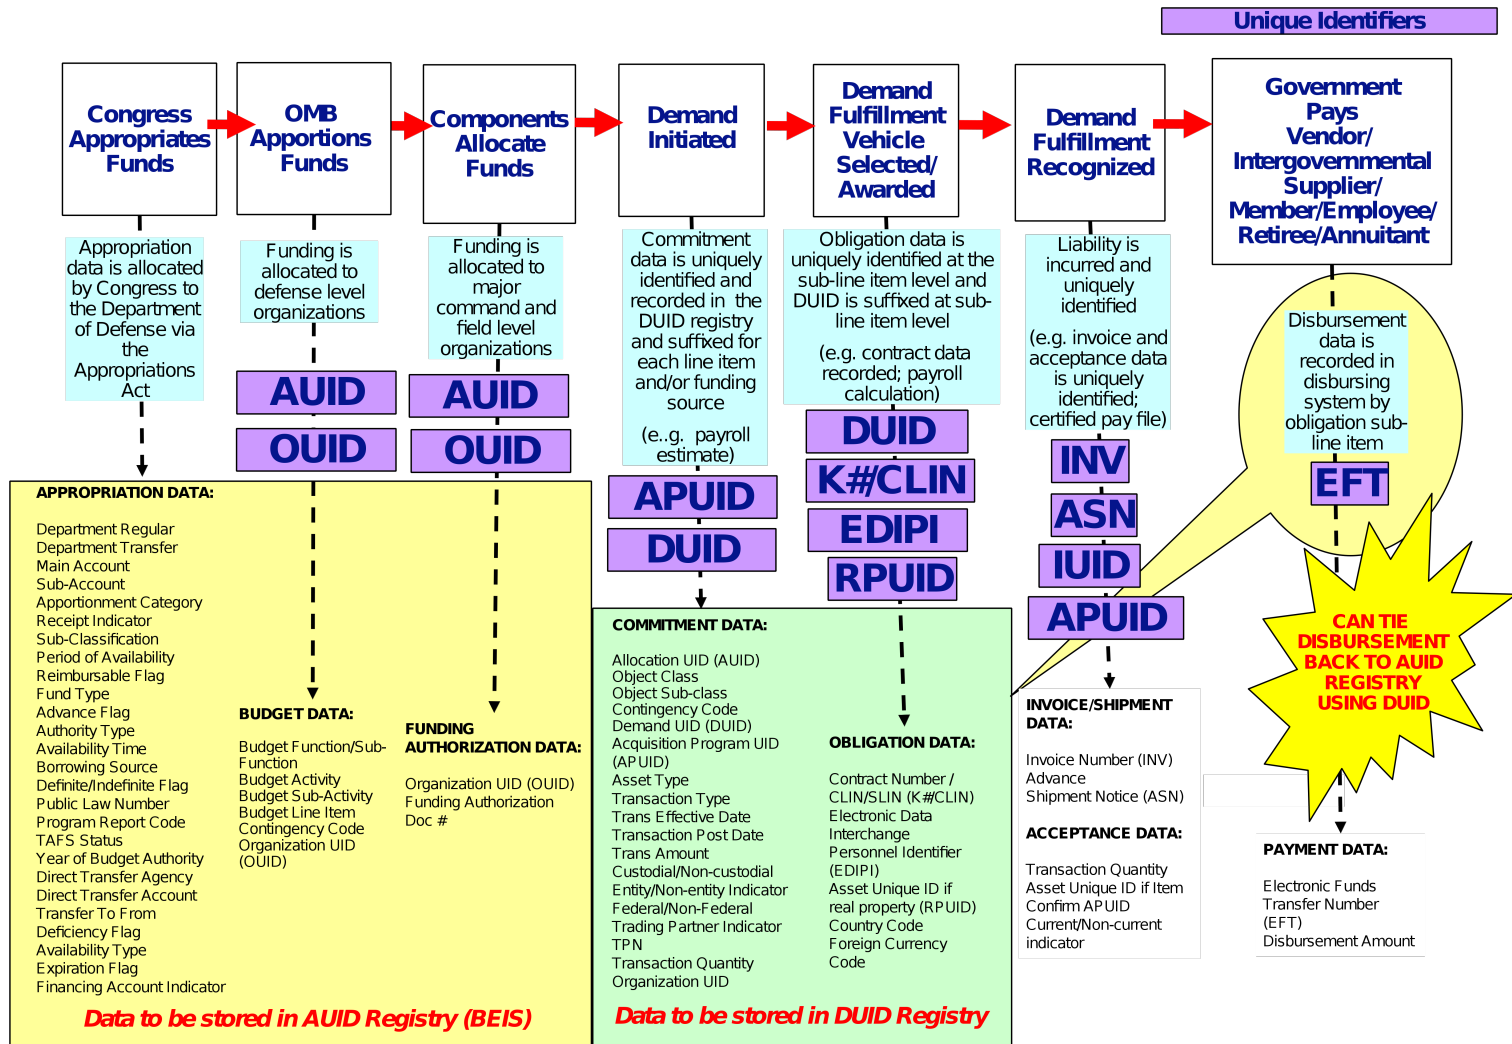 Unique Identifiers
Congress
Appropriates
Funds
OMB
Apportions
Funds
Components
Allocate
Funds
Demand
Initiated
Demand
Fulfillment
Vehicle
Selected/
Awarded
Demand
Fulfillment
Recognized
Government
Pays
Vendor/
Intergovernmental
Supplier/
Member/Employee/
Retiree/Annuitant
Appropriation
data is allocated
by Congress to
the Department
of Defense via
the
Appropriations
Act
Funding is
allocated to
defense level
organizations
AUID
OUID
Funding is
allocated to
major
command and
field level
organizations
AUID
OUID
Commitment
data is uniquely
identified and
recorded in the
DUID registry
and suffixed for
each line item
and/or funding
source
(e..g. payroll
estimate)
APUID
DUID
Obligation data is
uniquely identified at the
sub-line item level and
DUID is suffixed at sub-
line item level
(e.g. contract data
recorded; payroll
calculation)
DUID
K#/CLIN
EDIPI
RPUID
Liability is
incurred and
uniquely
identified
(e.g. invoice and
acceptance data
is uniquely
identified;
certified pay file)
INV
ASN
IUID
APUID
Disbursement
data is
recorded in
disbursing
system by
obligation sub-
line item
EFT
CAN TIE
DISBURSEMENT
BACK TO AUID
REGISTRY
USING DUID
APPROPRIATION DATA:
Department Regular
Department Transfer
Main Account
Sub-Account
Apportionment Category
Receipt Indicator
Sub-Classification
Period of Availability
Reimbursable Flag
Fund Type
Advance Flag
Authority Type
Availability Time
Borrowing Source
Definite/Indefinite Flag
Public Law Number
Program Report Code
TAFS Status
Year of Budget Authority
Direct Transfer Agency
Direct Transfer Account
Transfer To From
Deficiency Flag
Availability Type
Expiration Flag
Financing Account Indicator
BUDGET DATA:
Budget Function/Sub-
Function
Budget Activity
Budget Sub-Activity
Budget Line Item
Contingency Code
Organization UID
(OUID)
FUNDING
AUTHORIZATION DATA:
Organization UID (OUID)
Funding Authorization
Doc #
Data to be stored in AUID Registry (BEIS)
COMMITMENT DATA:
Allocation UID (AUID)
Object Class
Object Sub-class
Contingency Code
Demand UID (DUID)
Acquisition Program UID
(APUID)
Asset Type
Transaction Type
Trans Effective Date
Transaction Post Date
Trans Amount
Custodial/Non-custodial
Entity/Non-entity Indicator
Federal/Non-Federal
Trading Partner Indicator
TPN
Transaction Quantity
Organization UID
OBLIGATION DATA:
Contract Number /
CLIN/SLIN (K#/CLIN)
Electronic Data
Interchange
Personnel Identifier
(EDIPI)
Asset Unique ID if
real property (RPUID)
Country Code
Foreign Currency
Code
Data to be stored in DUID Registry
INVOICE/SHIPMENT
DATA:
Invoice Number (INV)
Advance
Shipment Notice (ASN)
ACCEPTANCE DATA:
Transaction Quantity
Asset Unique ID if Item
Confirm APUID
Current/Non-current
indicator
PAYMENT DATA:
Electronic Funds
Transfer Number
(EFT)
Disbursement Amount